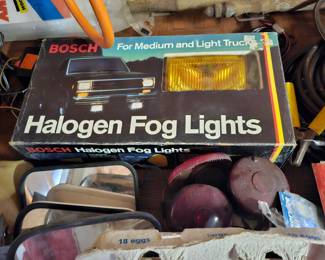 BOSCH
For Medium and Light Trucks
Halogen Fog Lights
BOSCH Halogen Fog Lights
18 eggs